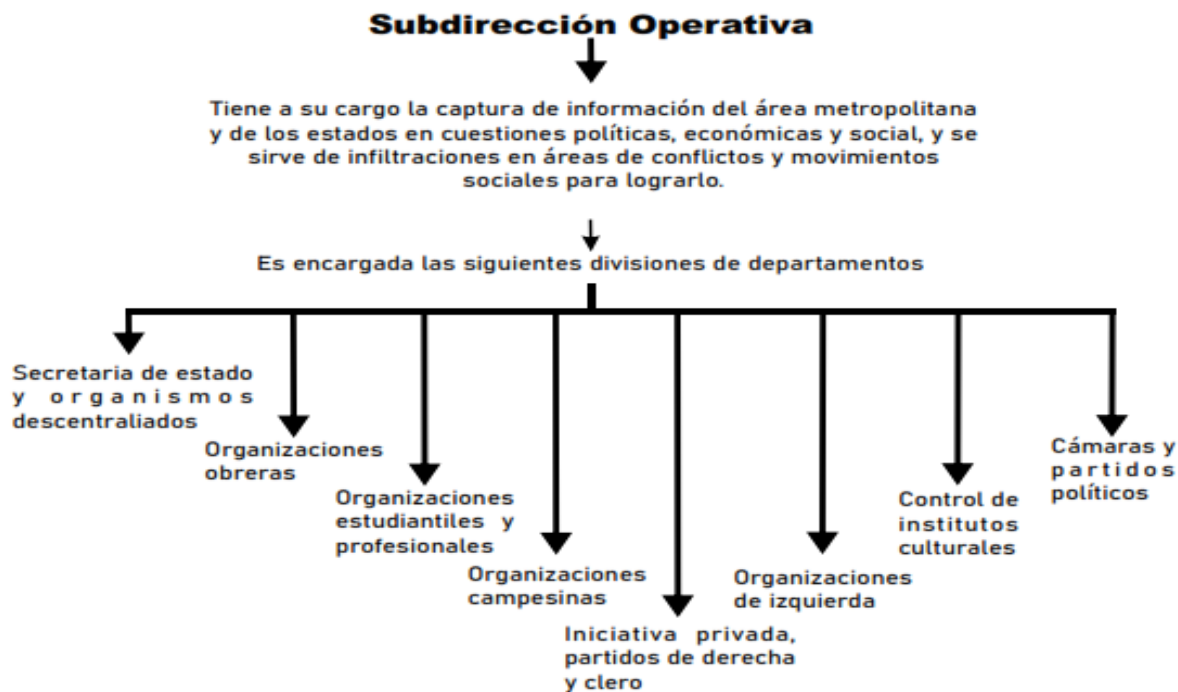 Subdirección Operativa
Tiene a su cargo la captura de información del área metropolitana
y de los estados en cuestiones políticas, económicas y social, y se
sirve de infiltraciones en áreas de conflictos y movimientos
sociales para lograrlo.
Es encargada las siguientes divisiones de departamentos
Secretaria de estado
y organismos
descentraliados
Organizaciones
obreras
Organizaciones
estudiantiles y
profesionales
Organizaciones
campesinas
Iniciativa privada,
partidos de derecha
y clero
Organizaciones
de izquierda
Control de
institutos
culturales
Cámaras y
partidos
políticos